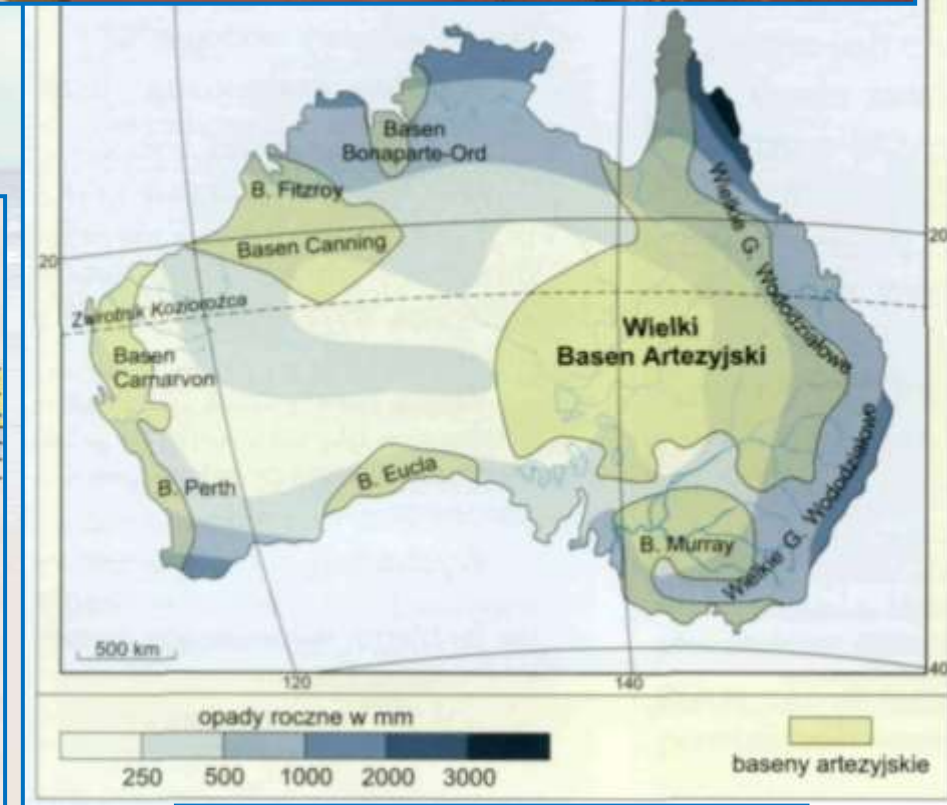 Basen
Bonaparte-Ord
B. Fitzroy
Wielkie G. Wododziałowe
20
20
Basen Canning
Zwrotnik Koziorożca
Wielki
Basen Artezyjski
Basen
Carnarvon
B. Eucla
B. Perth
Wielkie G. Wododziałowe
B. Murray
500 km
120
140
40
opady roczne w mm
250 500 1000 2000 3000
baseny artezyjskie